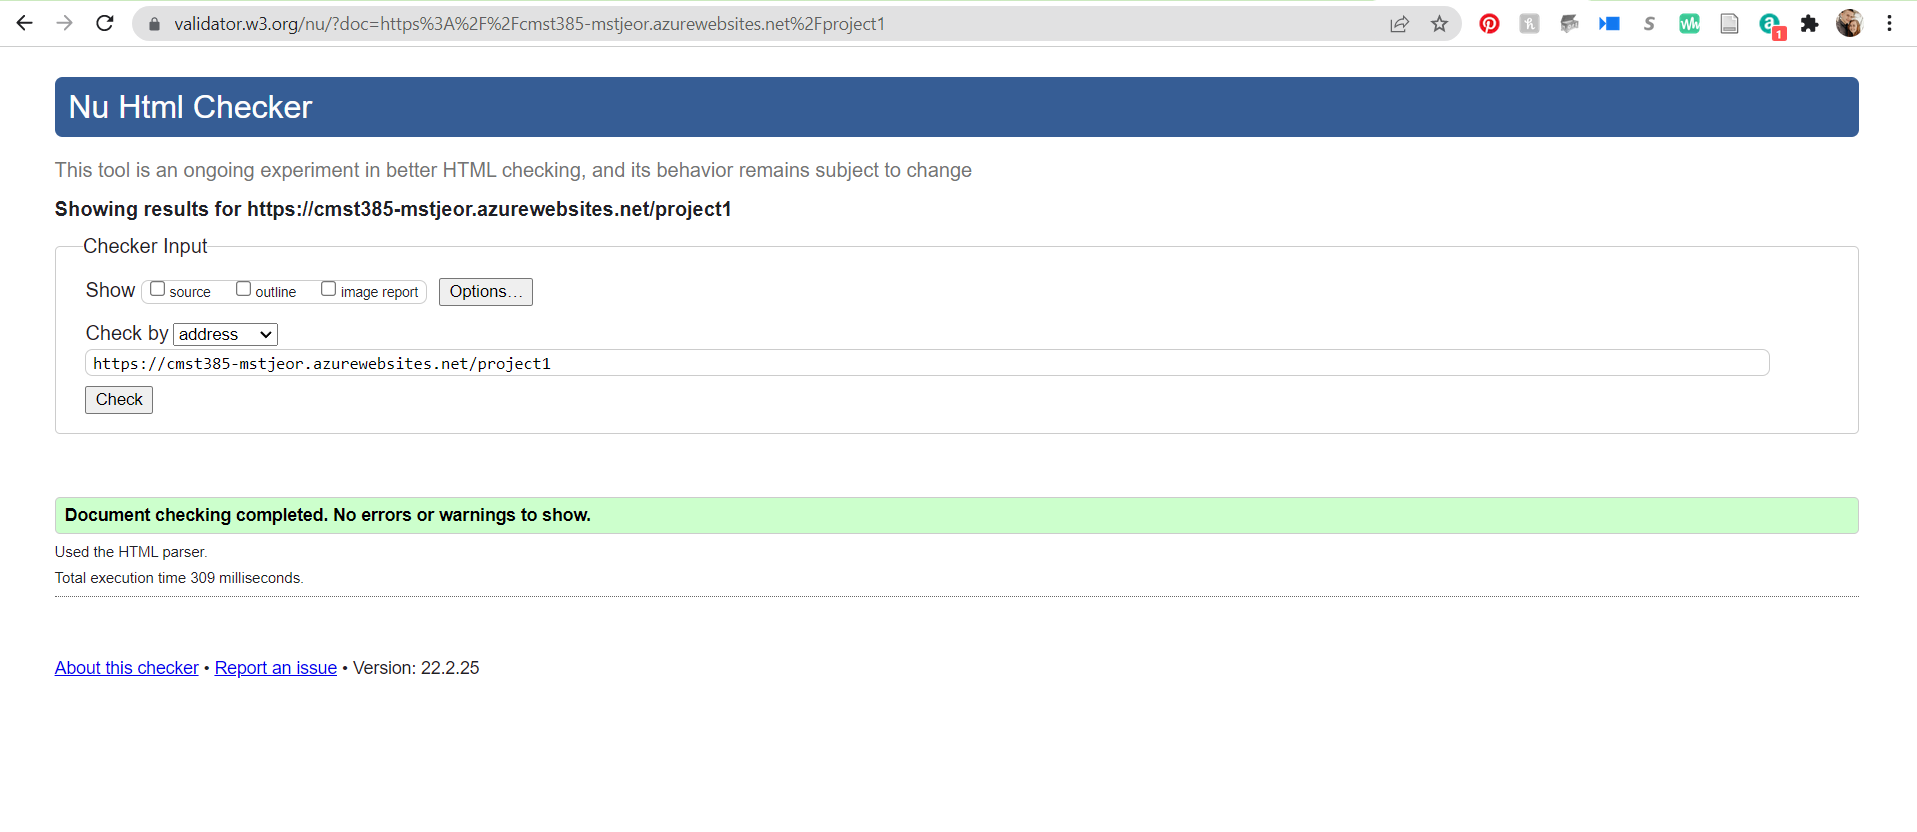 validator.w3.org/nu/?doc=https%3A%2F%2Fcmst385-mstjeor.azurewebsites.net%2Fproject1
1
Nu Html Checker
This tool is an ongoing experiment in better HTML checking, and its behavior remains subject to change
Showing results for https://cmst385-mstjeor.azurewebsites.net/project1
Checker Input
Show source outline image report Options...
Check by address
https://cmst385-mstjeor.azurewebsites.net/project1
Check
Document checking completed. No errors or warnings to show.
Used the HTML parser.
Total execution time 309 milliseconds.
About this checker • Report an issue • Version: 22.2.25